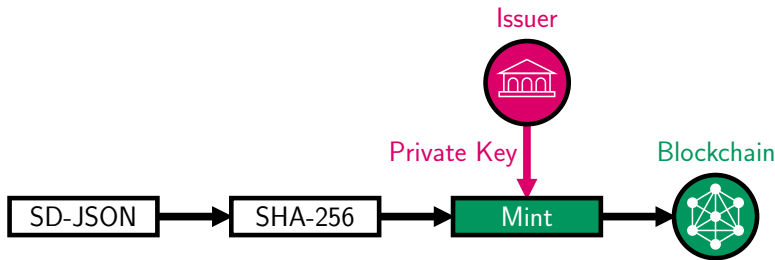 Issuer
Private Key
Blockchain
SD-JSON
SHA-256
Mint